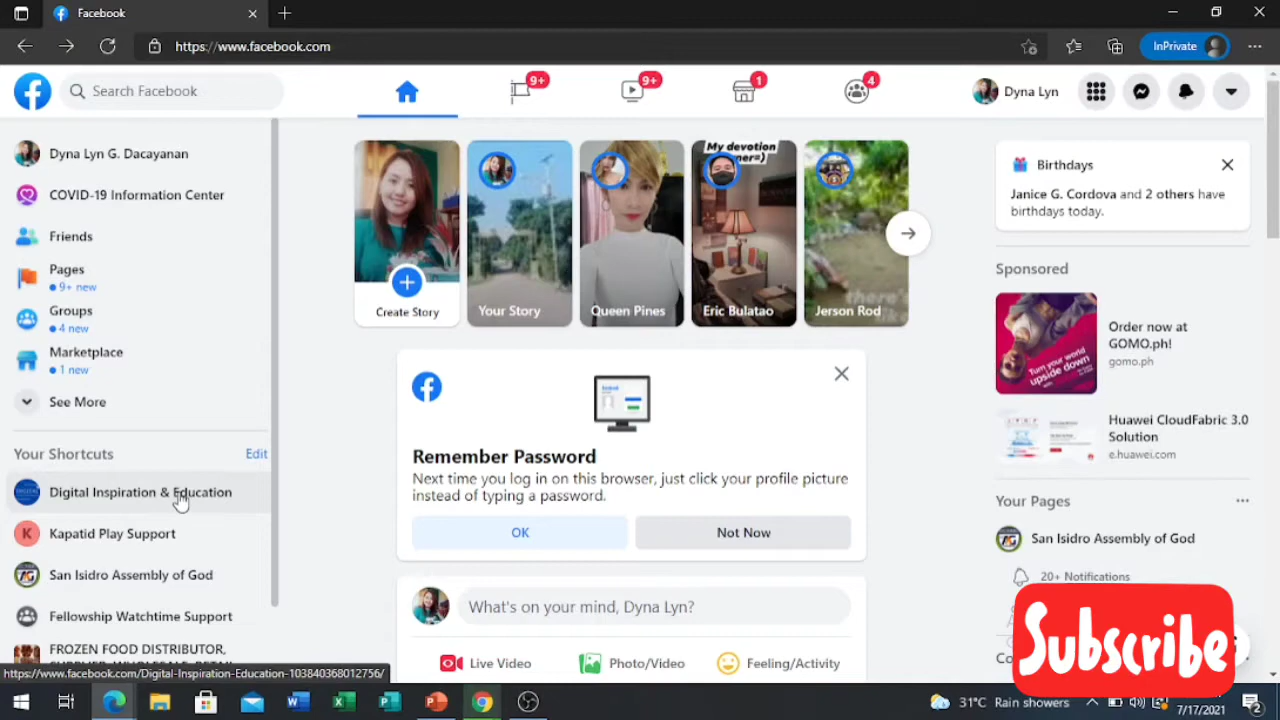 Facebook
https://www.facebook.com
InPrivate
Search Facebook
9+
9+
1
4
Dyna Lyn
Dyna Lyn G. Dacayanan
COVID-19 Information Center
Friends
Pages
9+ new
Groups
4 new
Marketplace
1 new
See More
Your Shortcuts
Edit
Digital Inspiration & Education
Kapatid Play Support
San Isidro Assembly of God
Fellowship Watchtime Support
FROZEN FOOD DISTRIBUTOR,
https://www.facebook.com/Digital-Inspiration-Education-103840368012756/
Create Story
Your Story
Queen Pines
My devotion
Eric Bulatao
Jerson Rod
Remember Password
Next time you log in on this browser, just click your profile picture
instead of typing a password.
OK
Not Now
What's on your mind, Dyna Lyn?
Live Video
Photo/Video
Feeling/Activity
Birthdays
Janice G. Cordova and 2 others have
birthdays today.
Sponsored
Turn your world
upside down
Order now at
GOMO.ph!
gomo.ph
Huawei CloudFabric 3.0
Solution
e.huawei.com
Your Pages
San Isidro Assembly of God
20+ Notifications
Subscribe
31°C Rain showers
7/17/2021
2